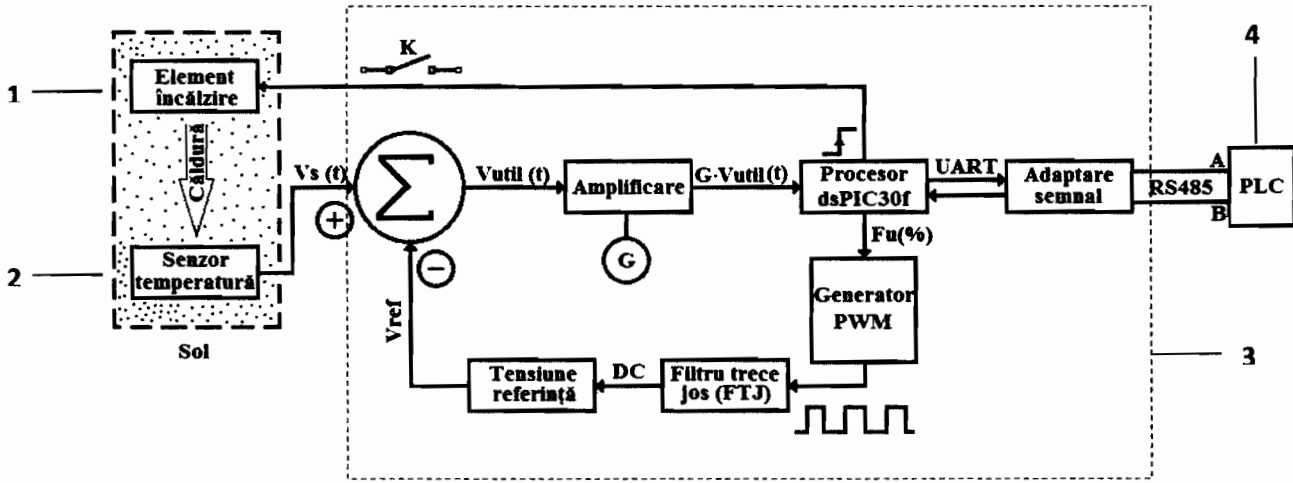 K
4
1
Element
încălzire
Căldură
Vs (t)
+
Σ
Vutil (t)
Amplificare
G·Vutil(t)
Procesor
dsPIC30f
UART
Adaptare
semnal
A
RS485
B
PLC
2
Senzor
temperatură
Sol
−
G
Fu(%)
Generator
PWM
3
Vref
Tensiune
referință
DC
Filtru trece
jos (FTJ)